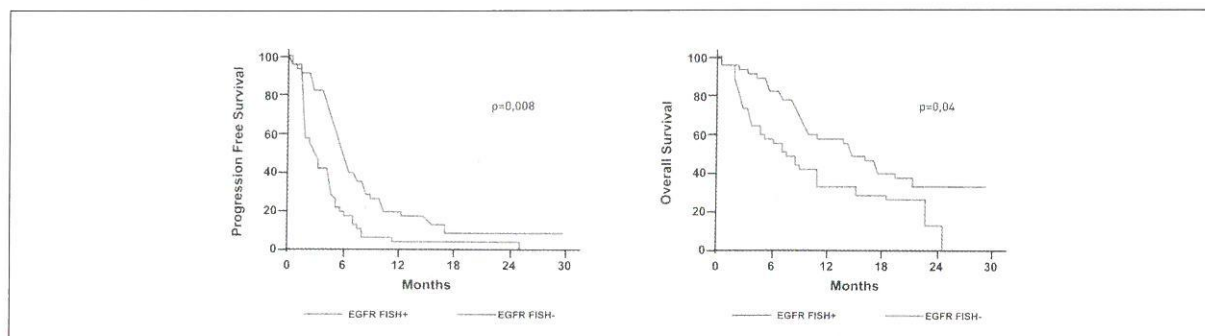 Progression Free Survival
100
80
60
40
20
0
p=0,008
0 6 12 18 24 30
Months
EGFR FISH+ EGFR FISH-
Overall Survival
100
80
60
40
20
0
p=0,04
0 6 12 18 24 30
Months
EGFR FISH+ EGFR FISH-